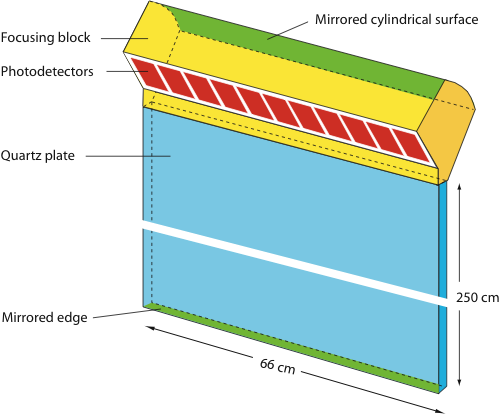 Mirrored cylindrical surface
Focusing block
Photodetectors
Quartz plate
250 cm
Mirrored edge
66 cm